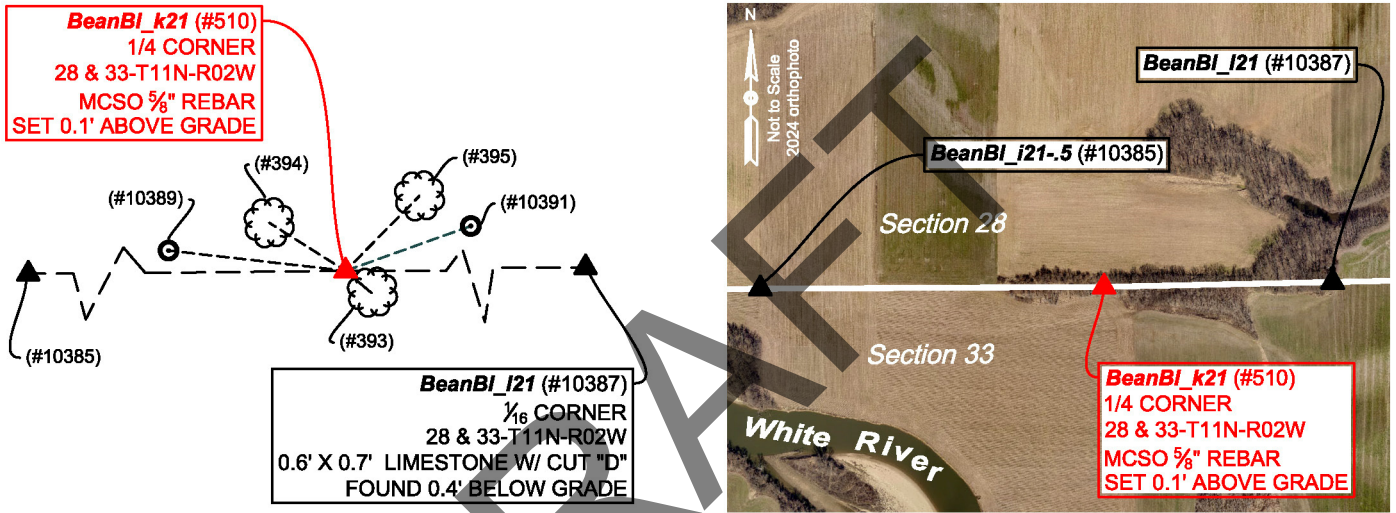 BeanBl_k21 (#510)
1/4 CORNER
28 & 33-T11N-R02W
MCSO ⅝" REBAR
SET 0.1' ABOVE GRADE
(#394)
(#395)
(#10389)
(#10391)
(#10385)
(#393)
BeanBl_l21 (#10387)
1⁄16 CORNER
28 & 33-T11N-R02W
0.6' X 0.7' LIMESTONE W/ CUT "D"
FOUND 0.4' BELOW GRADE
DRAFT
N
Not to Scale
2024 orthophoto
BeanBl_l21 (#10387)
BeanBl_i21-.5 (#10385)
Section 28
Section 33
BeanBl_k21 (#510)
1/4 CORNER
28 & 33-T11N-R02W
MCSO ⅝" REBAR
SET 0.1' ABOVE GRADE
White River